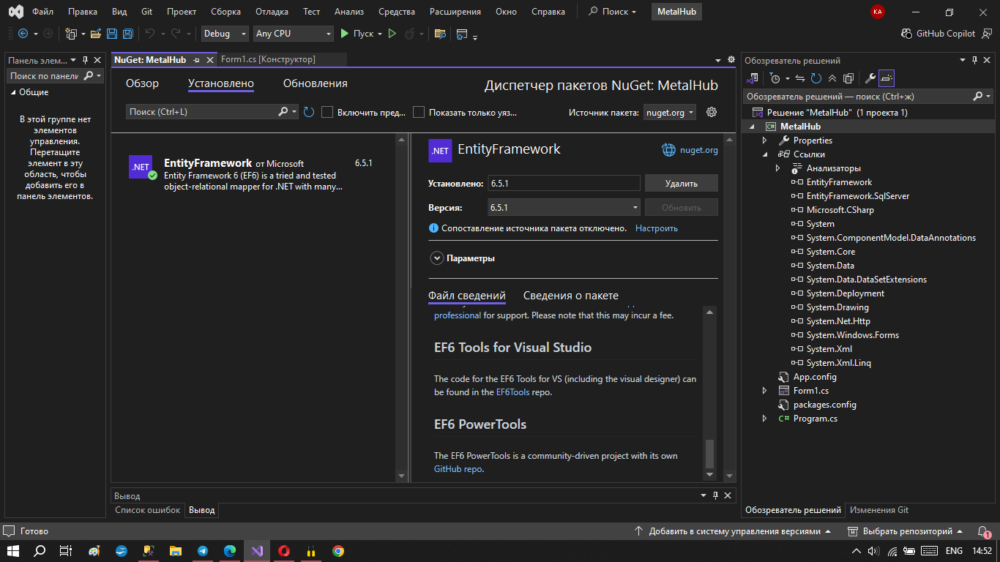 Файл Правка Вид Git Проект Сборка Отладка Тест Анализ Средства Расширения Окно Справка Поиск MetalHub KA
Debug Any CPU Пуск GitHub Copilot
Панель элем...
Поиск по панели
Общие
В этой группе нет
элементов
управления.
Перетащите
элемент в эту
область, чтобы
добавить его в
панель элементов.
NuGet: MetalHub Form1.cs [Конструктор]
Обзор Установлено Обновления
Диспетчер пакетов NuGet: MetalHub
Поиск (Ctrl+L) Включить пред... Показать только уяз... Источник пакета: nuget.org
.NET
EntityFramework от Microsoft 6.5.1
Entity Framework 6 (EF6) is a tried and tested
object-relational mapper for .NET with many...
.NET EntityFramework nuget.org
Установлено: 6.5.1 Удалить
Версия: 6.5.1 Обновить
Сопоставление источника пакета отключено. Настроить
Параметры
Файл сведений Сведения о пакете
professional for support. Please note that this may incur a fee.
EF6 Tools for Visual Studio
The code for the EF6 Tools for VS (including the visual designer) can
be found in the EF6Tools repo.
EF6 PowerTools
The EF6 PowerTools is a community-driven project with its own
GitHub repo.
Вывод
Список ошибок Вывод
Обозреватель решений
Обозреватель решений — поиск (Ctrl+ж)
Решение "MetalHub" (1 проекта 1)
C# MetalHub
Properties
Ссылки
Анализаторы
EntityFramework
EntityFramework.SqlServer
Microsoft.CSharp
System
System.ComponentModel.DataAnnotations
System.Core
System.Data
System.Data.DataSetExtensions
System.Deployment
System.Drawing
System.Net.Http
System.Windows.Forms
System.Xml
System.Xml.Linq
App.config
Form1.cs
packages.config
C# Program.cs
Обозреватель решений Изменения Git
Готово Добавить в систему управления версиями Выбрать репозиторий 1
ENG 14:52